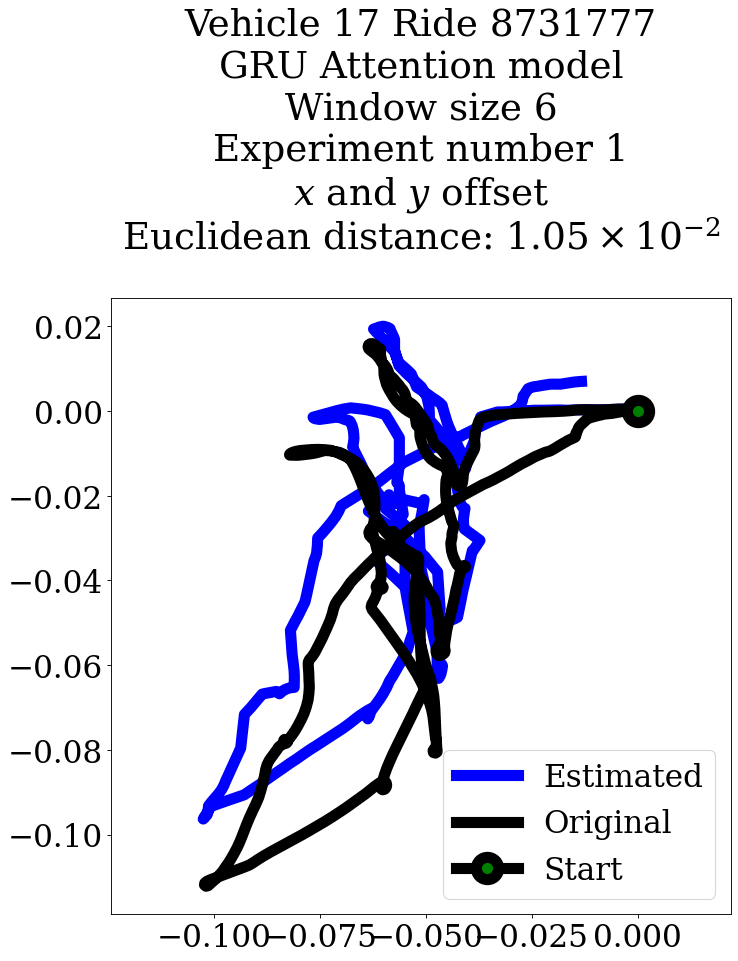 Vehicle 17 Ride 8731777
GRU Attention model
Window size 6
Experiment number 1
x and y offset
Euclidean distance: 1.05 × 10⁻²
0.02
0.00
−0.02
−0.04
−0.06
−0.08
−0.10
Estimated
Original
Start
−0.100 −0.075 −0.050 −0.025 0.000